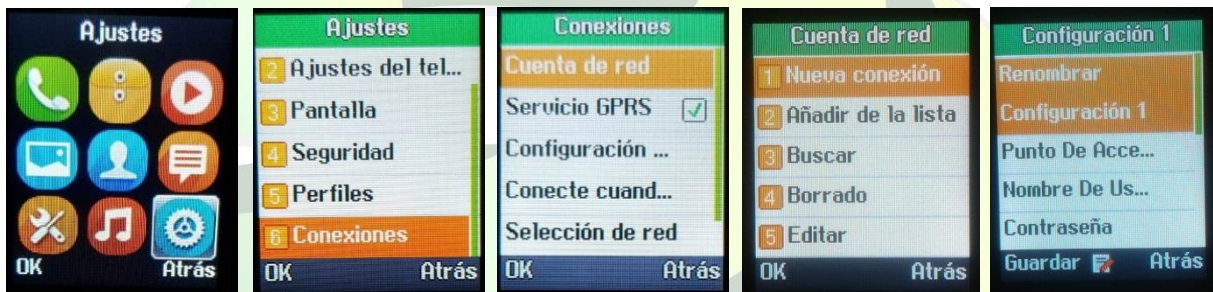 Ajustes
OK Atrás
Ajustes
2 Ajustes del tel...
3 Pantalla
4 Seguridad
5 Perfiles
6 Conexiones
OK Atrás
Conexiones
Cuenta de red
Servicio GPRS
Configuración ...
Conecte cuand...
Selección de red
OK Atrás
Cuenta de red
1 Nueva conexión
2 Añadir de la lista
3 Buscar
4 Borrado
5 Editar
OK Atrás
Configuración 1
Renombrar
Configuración 1
Punto De Acce...
Nombre De Us...
Contraseña
Guardar Atrás